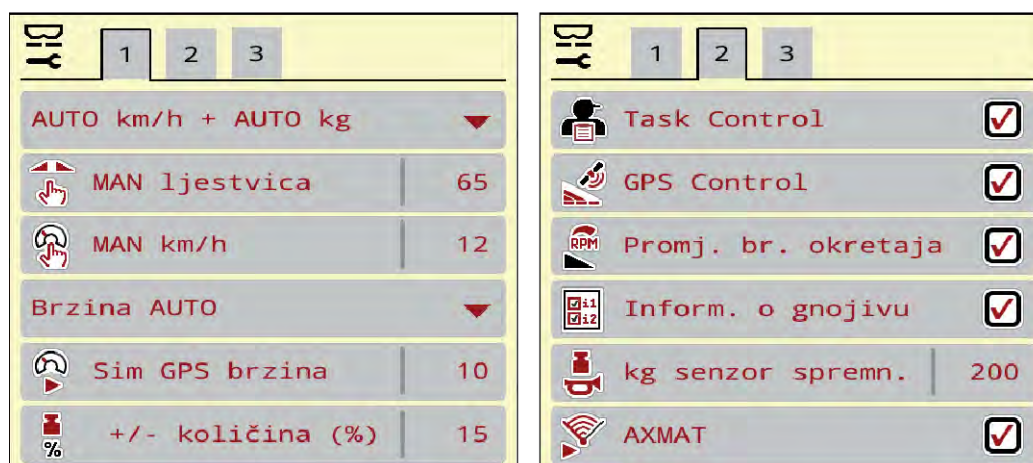 1 2 3
AUTO km/h + AUTO kg
MAN ljestvica 65
MAN km/h 12
Brzina AUTO
Sim GPS brzina 10
% +/- količina (%) 15
1 2 3
Task Control
GPS Control
RPM Promj. br. okretaja
i1 i2 Inform. o gnojivu
kg senzor spremn. 200
AXMAT